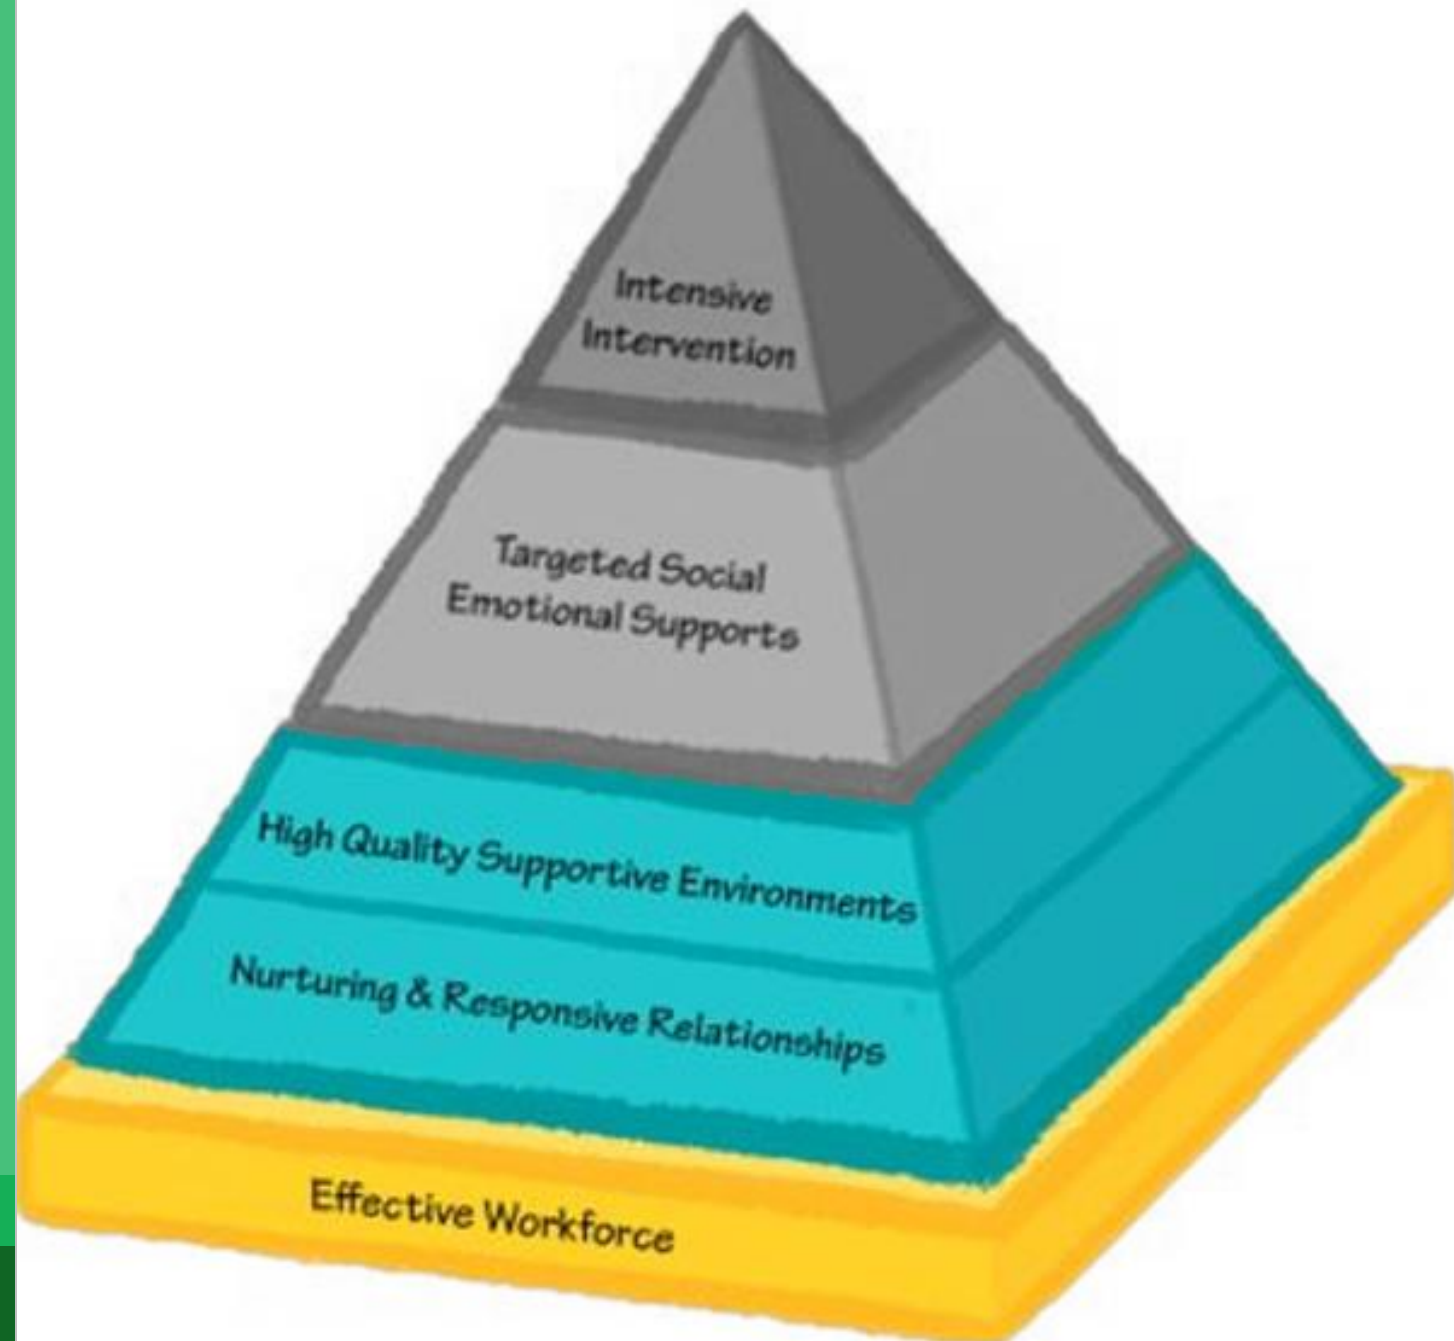 Intensive
Intervention
Targeted Social
Emotional Supports
High Quality Supportive Environments
Nurturing & Responsive Relationships
Effective Workforce